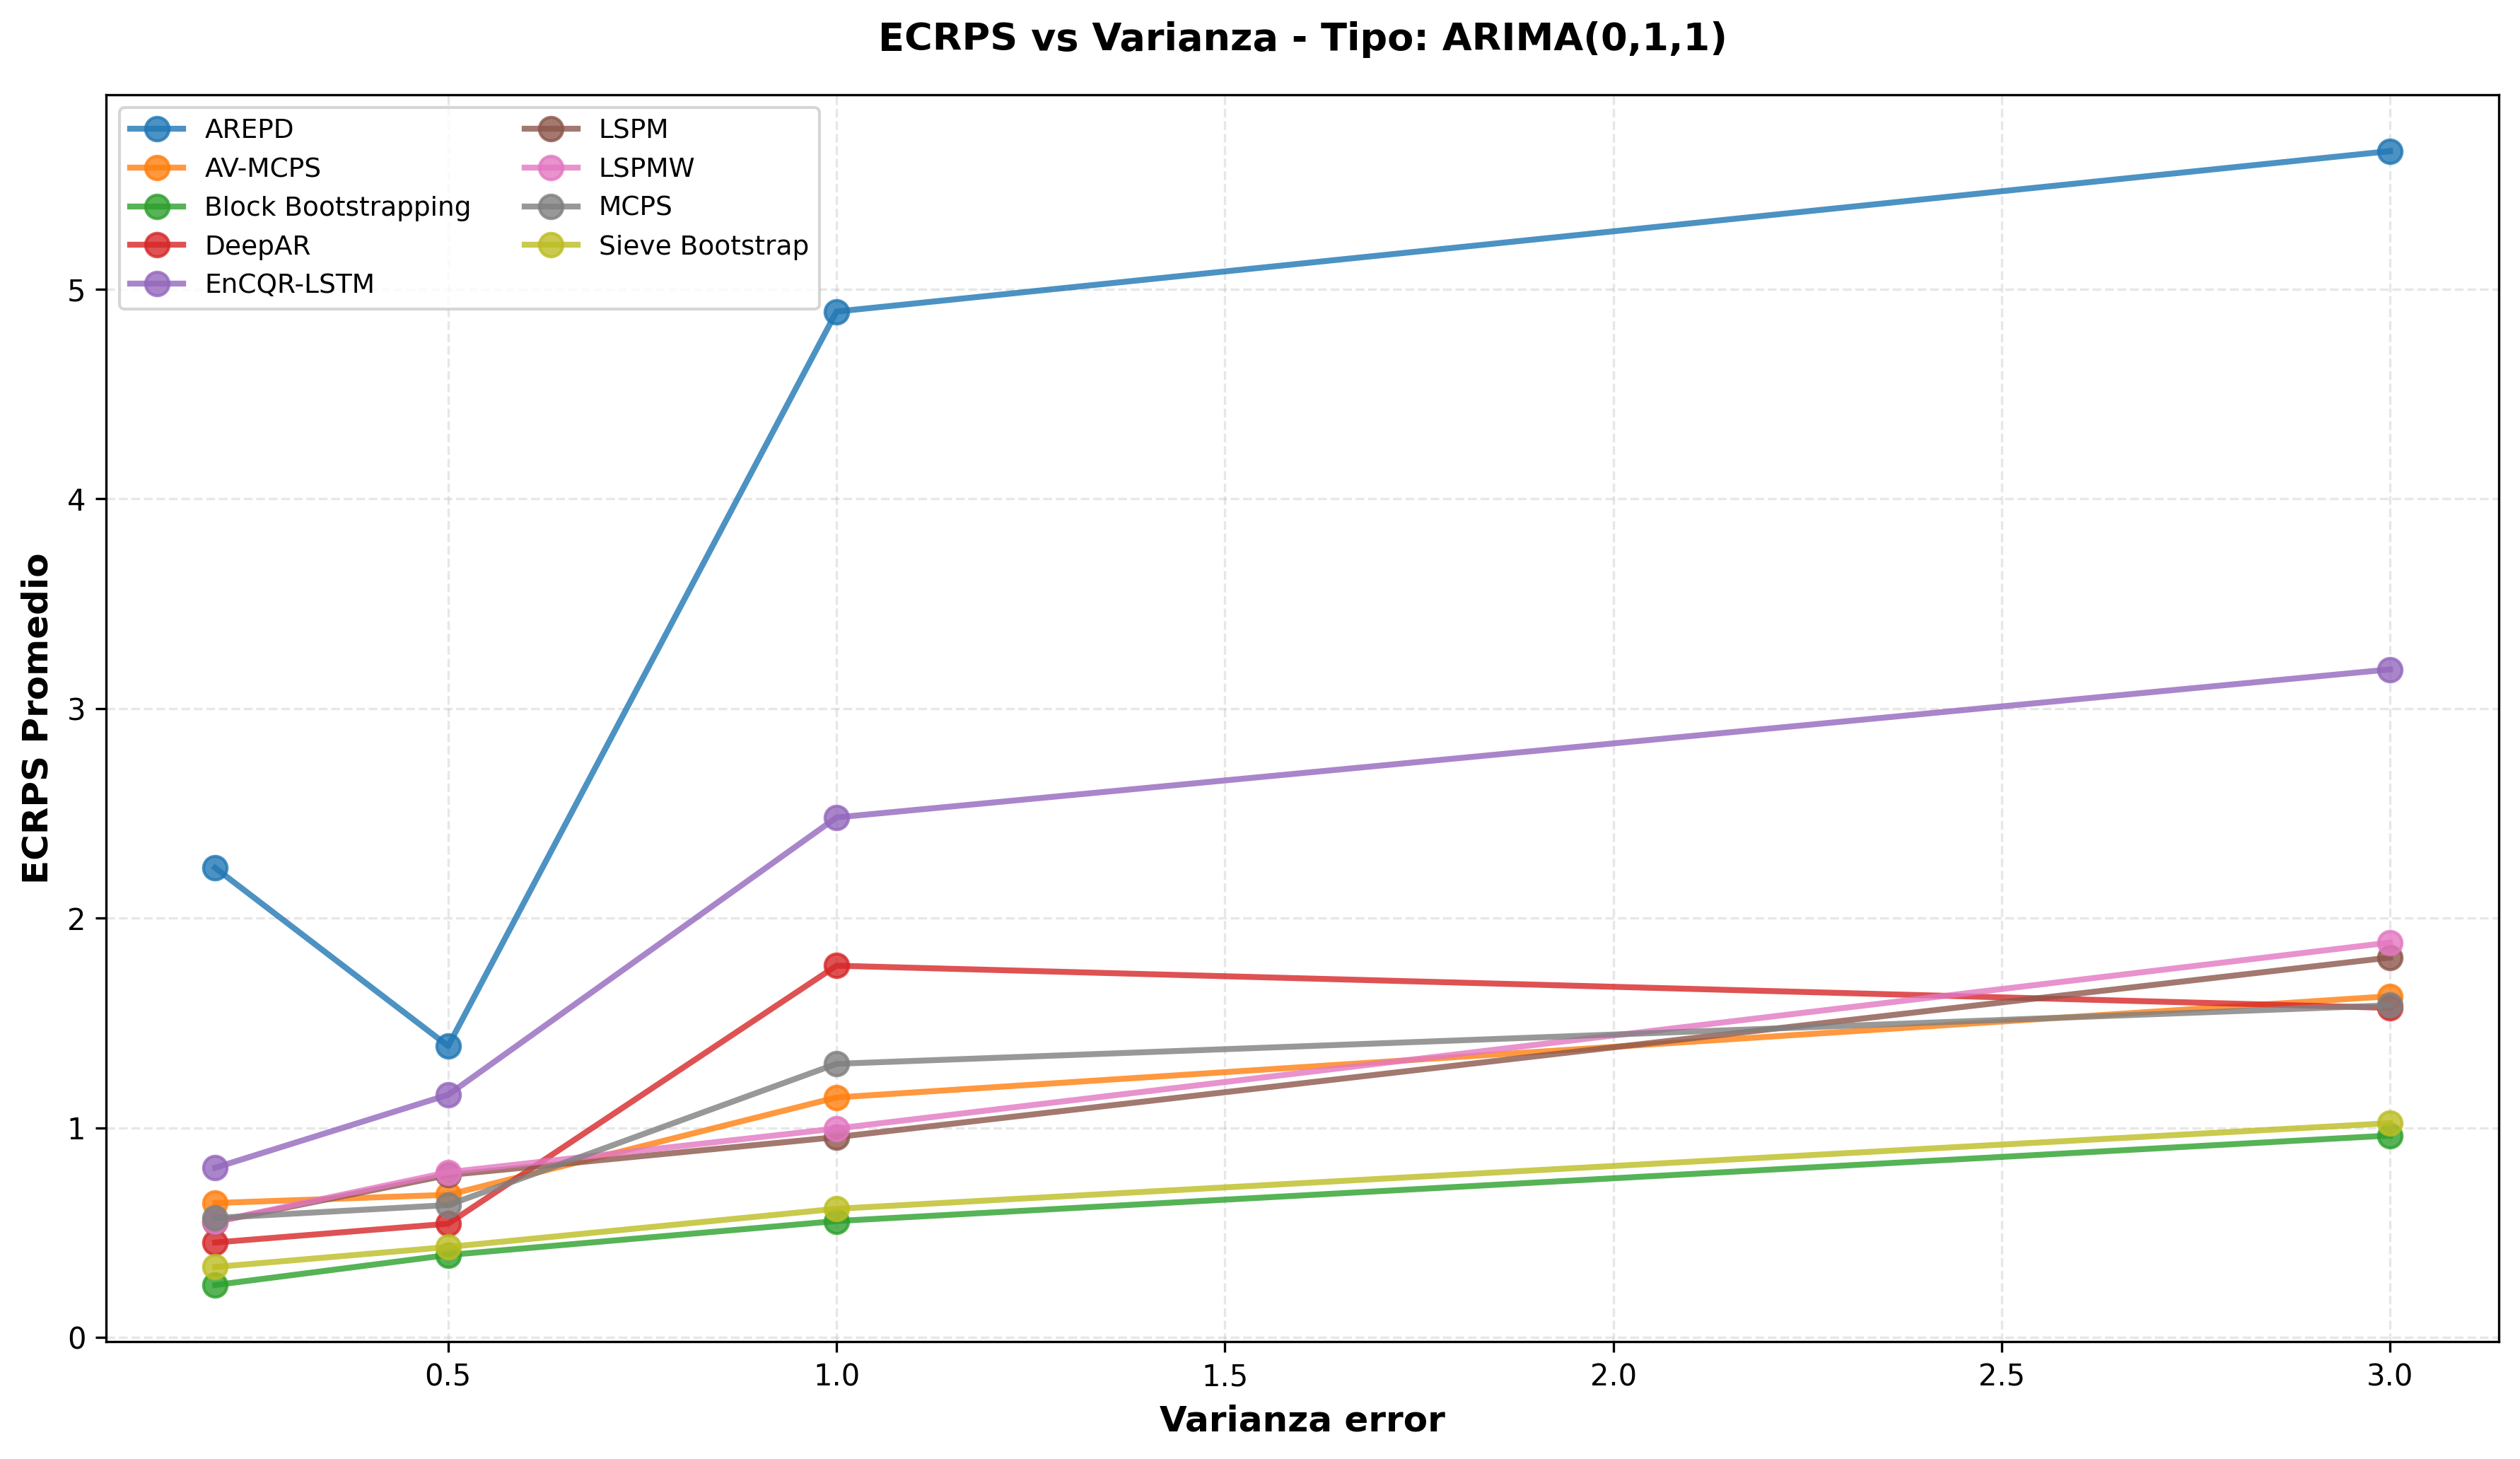 ECRPS vs Varianza - Tipo: ARIMA(0,1,1)
AREPD
AV-MCPS
Block Bootstrapping
DeepAR
EnCQR-LSTM
LSPM
LSPMW
MCPS
Sieve Bootstrap
ECRPS Promedio
5
4
3
2
1
0
0.5
1.0
1.5
2.0
2.5
3.0
Varianza error